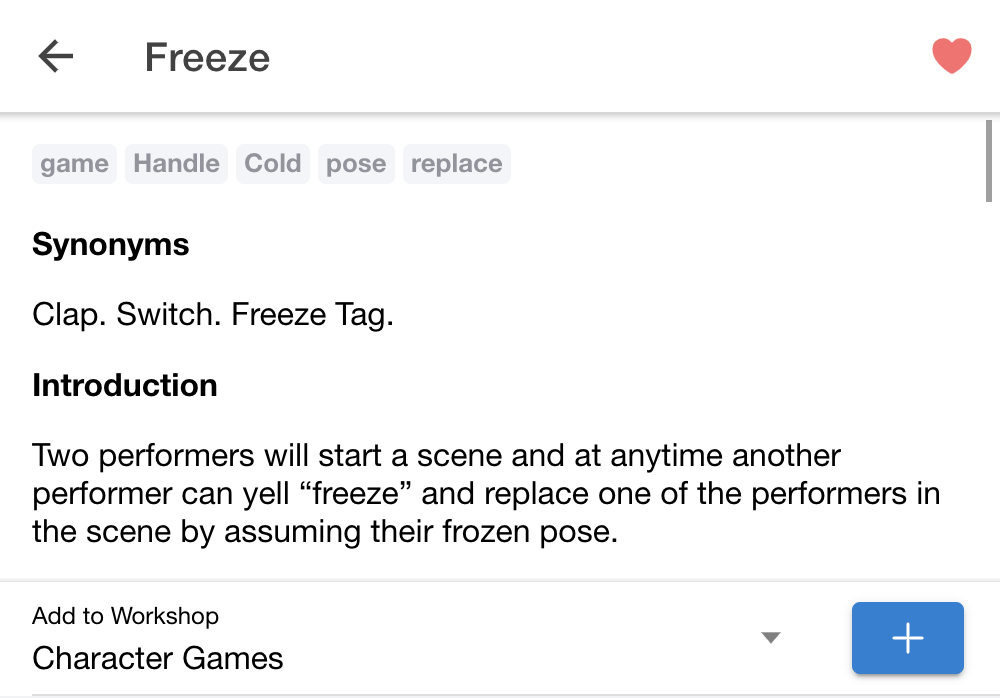 Freeze
game Handle Cold pose replace
Synonyms
Clap. Switch. Freeze Tag.
Introduction
Two performers will start a scene and at anytime another
performer can yell “freeze” and replace one of the performers in
the scene by assuming their frozen pose.
Add to Workshop
Character Games